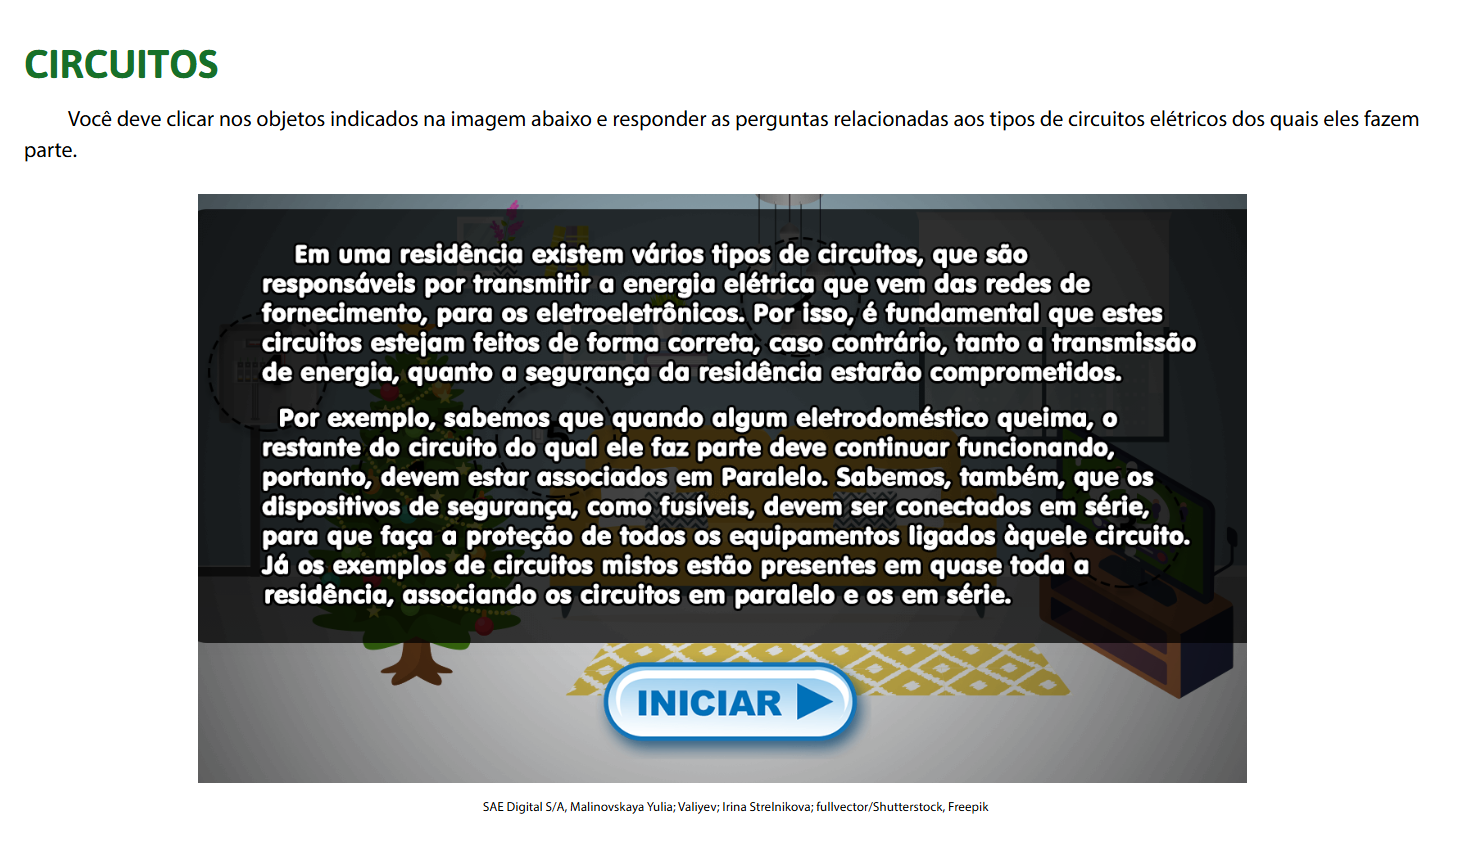 CIRCUITOS
Você deve clicar nos objetos indicados na imagem abaixo e responder as perguntas relacionadas aos tipos de circuitos elétricos dos quais eles fazem
parte.
Em uma residência existem vários tipos de circuitos, que são
responsáveis por transmitir a energia elétrica que vem das redes de
fornecimento, para os eletroeletrônicos. Por isso, é fundamental que estes
circuitos estejam feitos de forma correta, caso contrário, tanto a transmissão
de energia, quanto a segurança da residência estarão comprometidos.
Por exemplo, sabemos que quando algum eletrodoméstico queima, o
restante do circuito do qual ele faz parte deve continuar funcionando,
portanto, devem estar associados em Paralelo. Sabemos, também, que os
dispositivos de segurança, como fusíveis, devem ser conectados em série,
para que faça a proteção de todos os equipamentos ligados àquele circuito.
Já os exemplos de circuitos mistos estão presentes em quase toda a
residência, associando os circuitos em paralelo e os em série.
INICIAR
SAE Digital S/A, Malinovskaya Yulia; Valiyev; Irina Strelnikova; fullvector/Shutterstock, Freepik